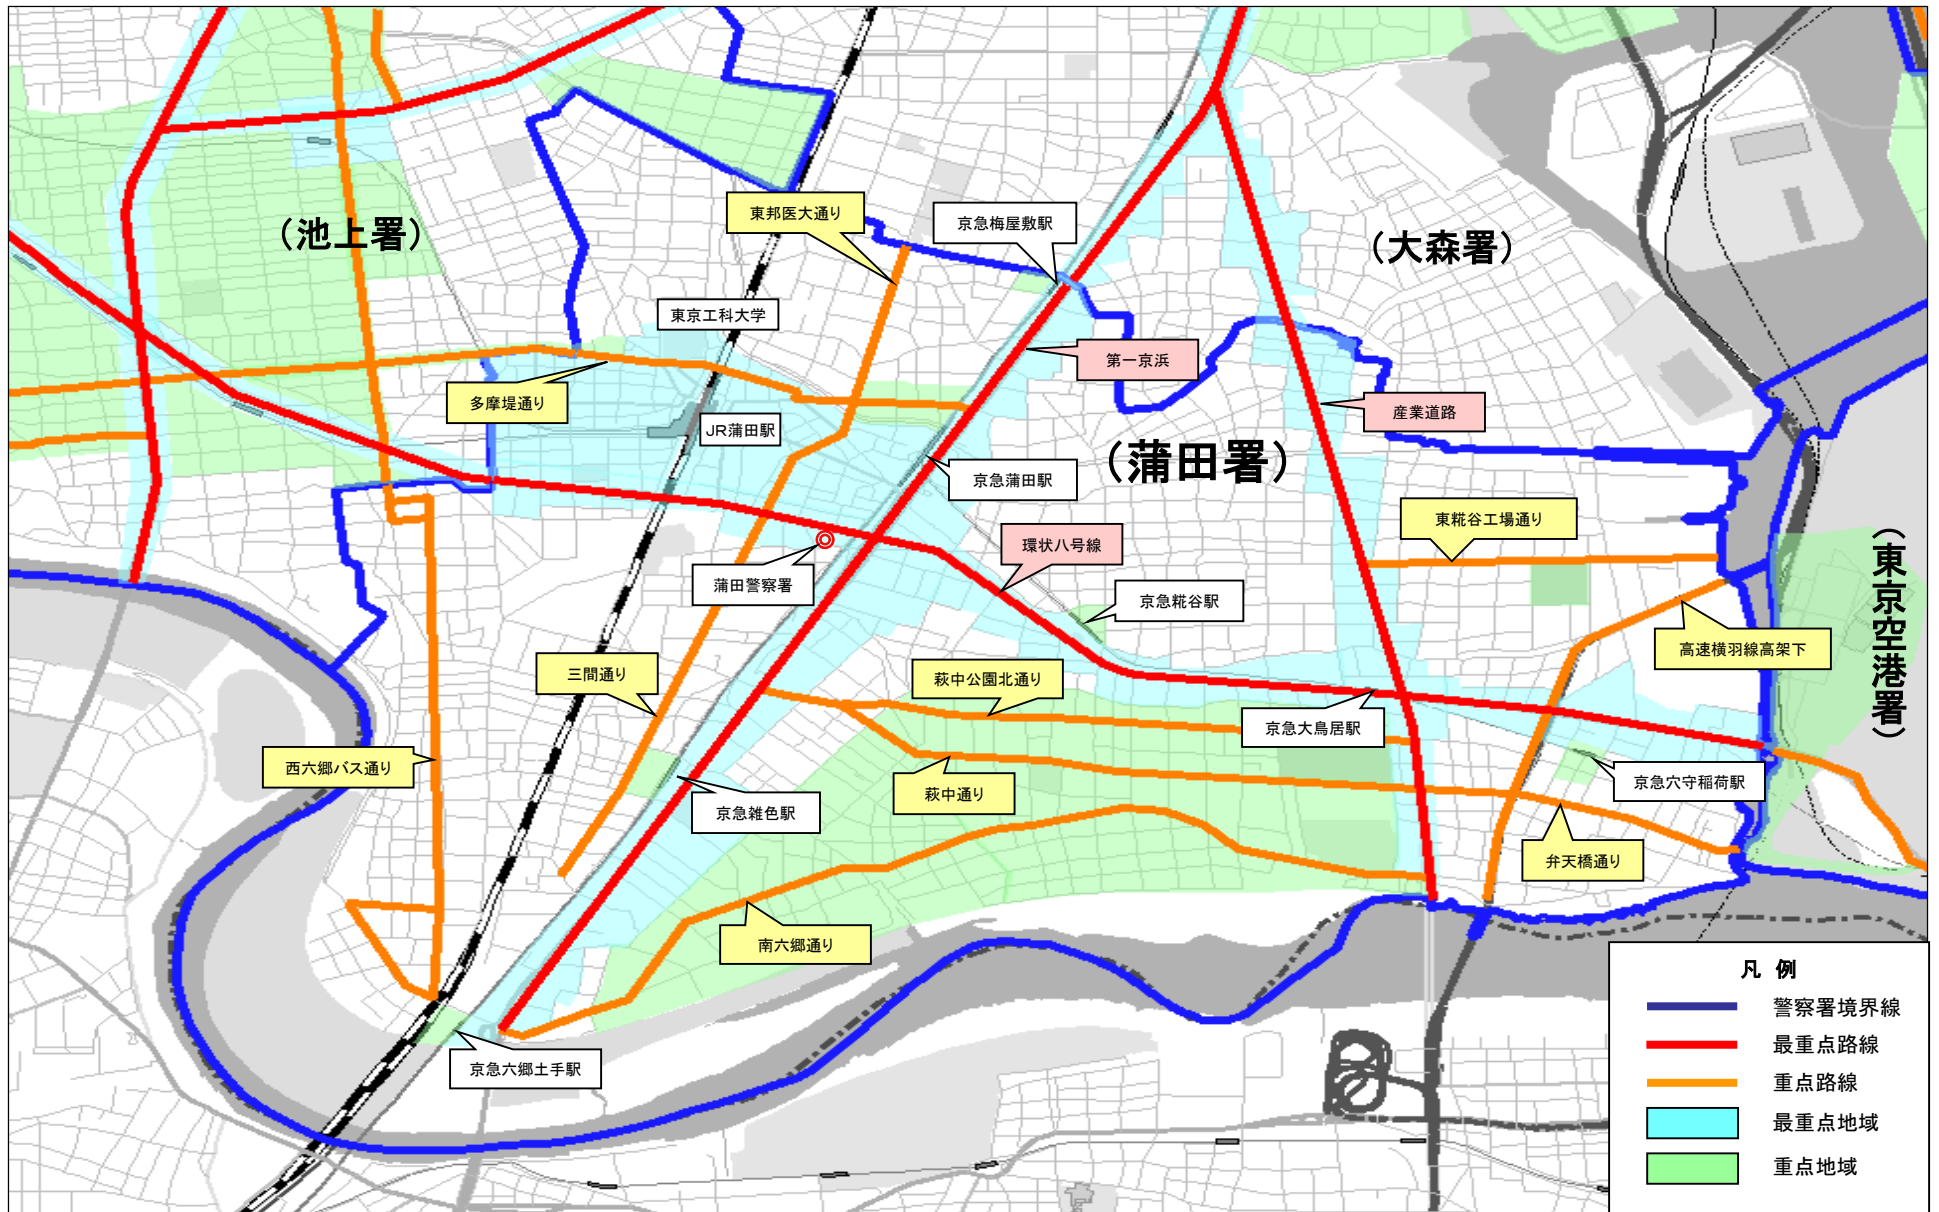 東邦医大通り
京急梅屋敷駅
(池上署)
(大森署)
東京工科大学
第一京浜
多摩堤通り
産業道路
JR蒲田駅
(蒲田署)
京急蒲田駅
東糀谷工場通り
環状八号線
(東京空港署)
蒲田警察署
京急糀谷駅
高速横羽線高架下
三間通り
萩中公園北通り
京急大鳥居駅
西六郷バス通り
京急穴守稲荷駅
萩中通り
京急雑色駅
弁天橋通り
南六郷通り
京急六郷土手駅
凡 例
警察署境界線
最重点路線
重点路線
最重点地域
重点地域